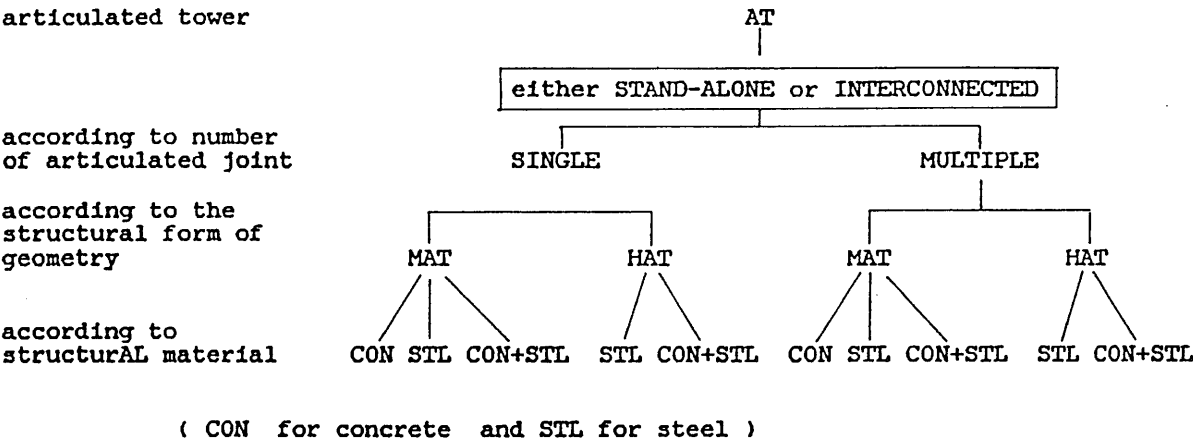 articulated tower AT
either STAND-ALONE or INTERCONNECTED
according to number
of articulated joint SINGLE MULTIPLE
according to the
structural form of
geometry MAT HAT MAT HAT
according to
structurAL material CON STL CON+STL STL CON+STL CON STL CON+STL STL CON+STL
( CON for concrete and STL for steel )